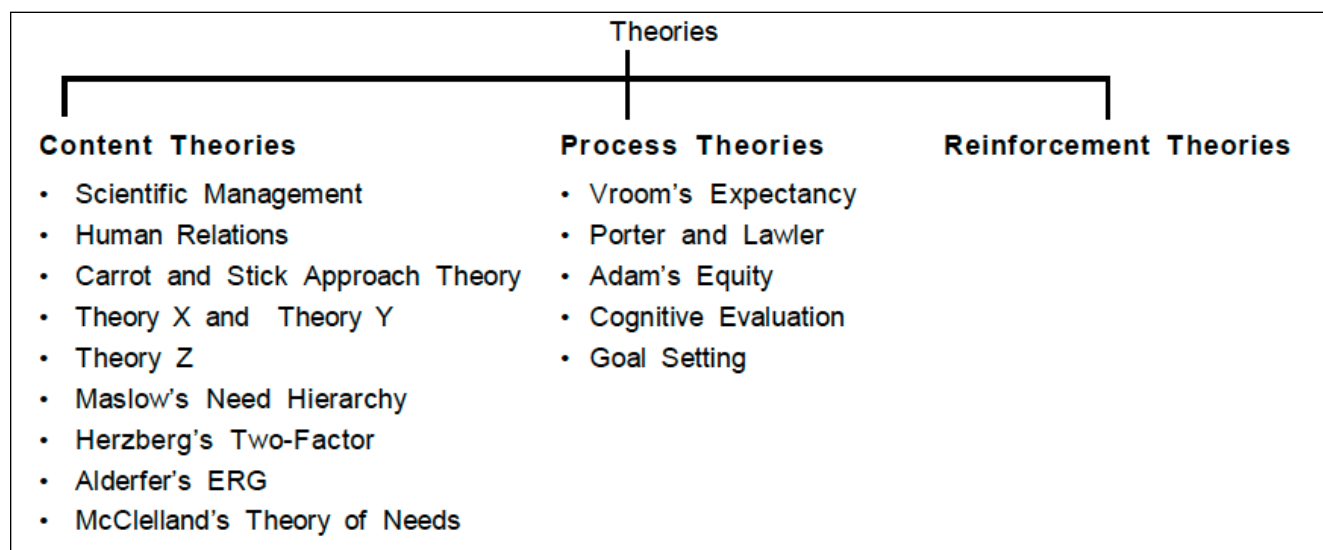 Theories
Content Theories
• Scientific Management
• Human Relations
• Carrot and Stick Approach Theory
• Theory X and Theory Y
• Theory Z
• Maslow's Need Hierarchy
• Herzberg's Two-Factor
• Alderfer's ERG
• McClelland's Theory of Needs
Process Theories
• Vroom's Expectancy
• Porter and Lawler
• Adam's Equity
• Cognitive Evaluation
• Goal Setting
Reinforcement Theories